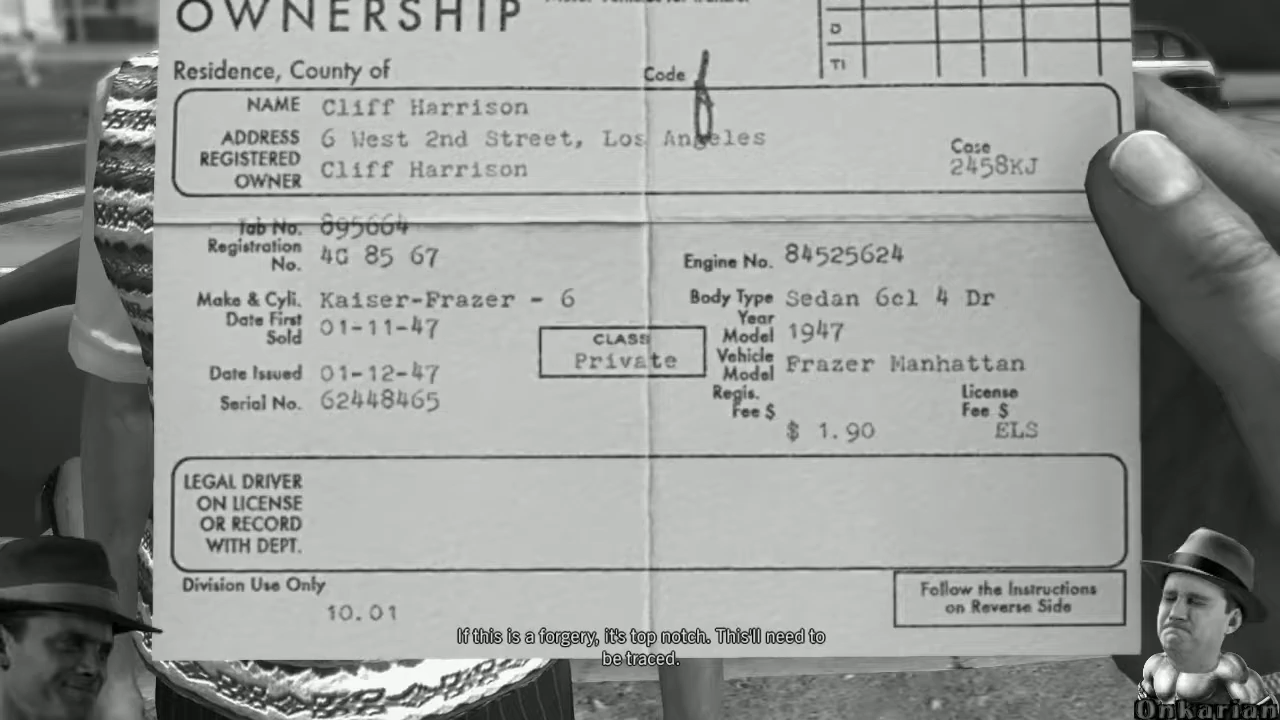 OWNERSHIP
D
TI
Residence, County of
Code
NAME Cliff Harrison
ADDRESS 6 West 2nd Street, Los Angeles
REGISTERED
OWNER Cliff Harrison
Case
2458KJ
Tab No. 895664
Registration
No. 4G 85 67
Engine No. 84525624
Make & Cyli. Kaiser-Frazer - 6
Body Type Sedan 6cl 4 Dr
Date First
Sold 01-11-47
Year
Model 1947
CLASS
Private
Vehicle
Model Frazer Manhattan
Date Issued 01-12-47
Serial No. 62448465
Regis.
Fee $
$ 1.90
License
Fee $
ELS
LEGAL DRIVER
ON LICENSE
OR RECORD
WITH DEPT.
Division Use Only
10.01
Follow the Instructions
on Reverse Side
If this is a forgery, it's top notch. This'll need to
be traced.
Onkarian